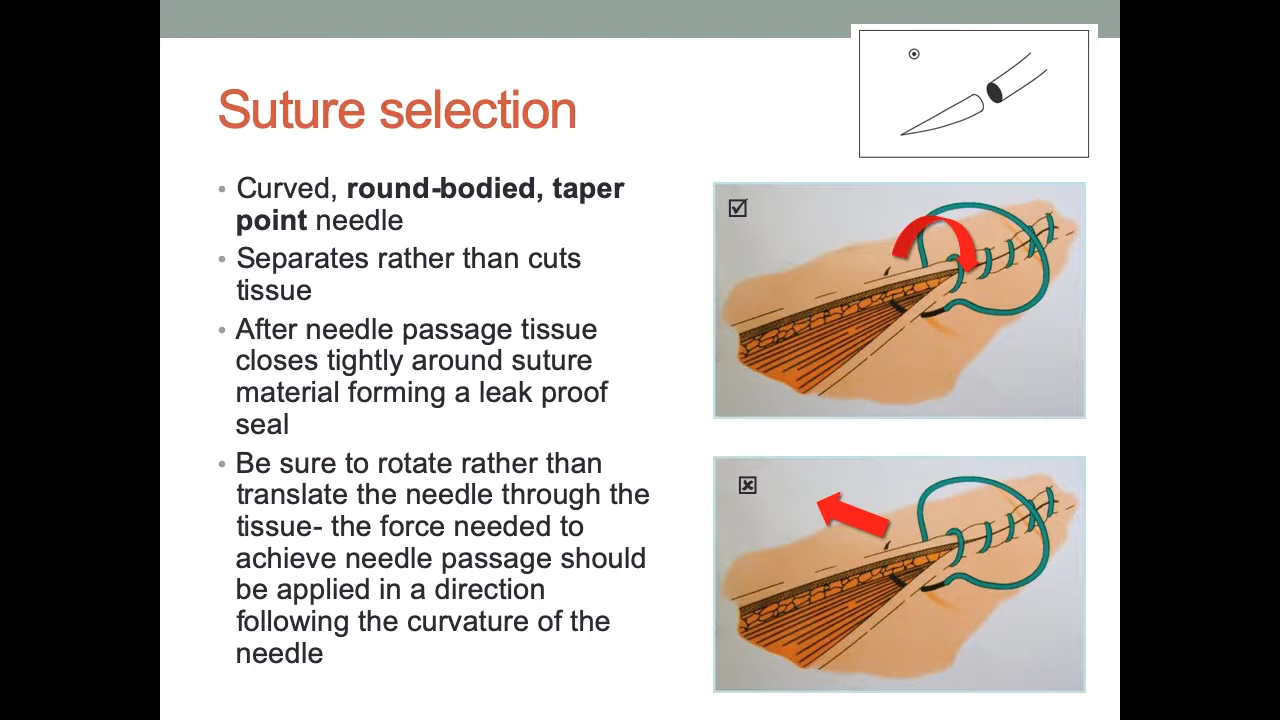 Suture selection
• Curved, round-bodied, taper
point needle
• Separates rather than cuts
tissue
• After needle passage tissue
closes tightly around suture
material forming a leak proof
seal
• Be sure to rotate rather than
translate the needle through the
tissue- the force needed to
achieve needle passage should
be applied in a direction
following the curvature of the
needle